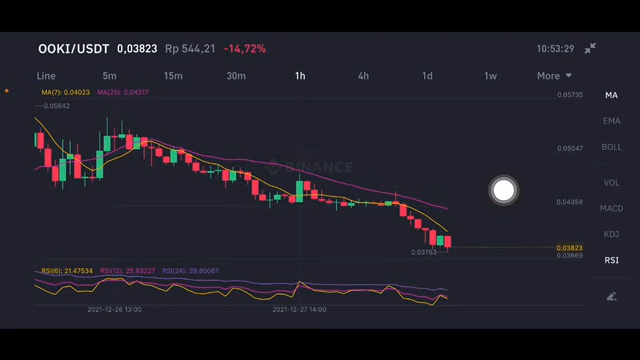 OOKI/USDT 0,03823 Rp 544,21 -14,72% 10:53:29
Line 5m 15m 30m 1h 4h 1d 1w More
MA(7): 0.04023 MA(25): 0.04317
0.05735
0.05642
0.05047
0.04358
0.03823
0.03763
0.03669
BINANCE
MA
EMA
BOLL
VOL
MACD
KDJ
RSI
RSI(6): 21.47534 RSI(12): 25.83227 RSI(24): 39.80067
2021-12-26 13:00 2021-12-27 14:00